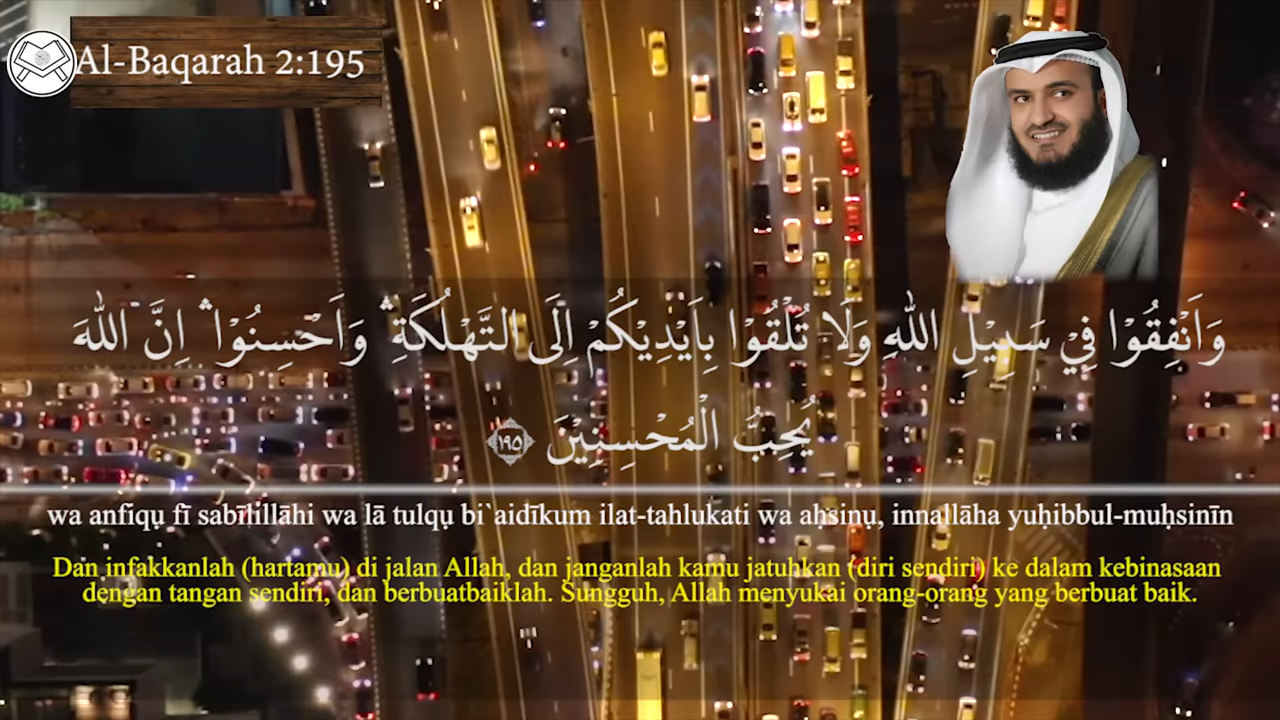 Al-Baqarah 2:195
وَاَنْفِقُوْا فِيْ سَبِيْلِ اللّٰهِ وَلَا تُلْقُوْا بِاَيْدِيْكُمْ اِلَى التَّهْلُكَةِ ۛ وَاَحْسِنُوْا ۛ اِنَّ اللّٰهَ
يُحِبُّ الْمُحْسِنِيْنَ ١٩٥
wa anfiqụ fī sabīlillāhi wa lā tulqụ bi`aidīkum ilat-tahlukati wa aḥsinụ, innallāha yuḥibbul-muḥsinīn
Dan infakkanlah (hartamu) di jalan Allah, dan janganlah kamu jatuhkan (diri sendiri) ke dalam kebinasaan
dengan tangan sendiri, dan berbuatbaiklah. Sungguh, Allah menyukai orang-orang yang berbuat baik.